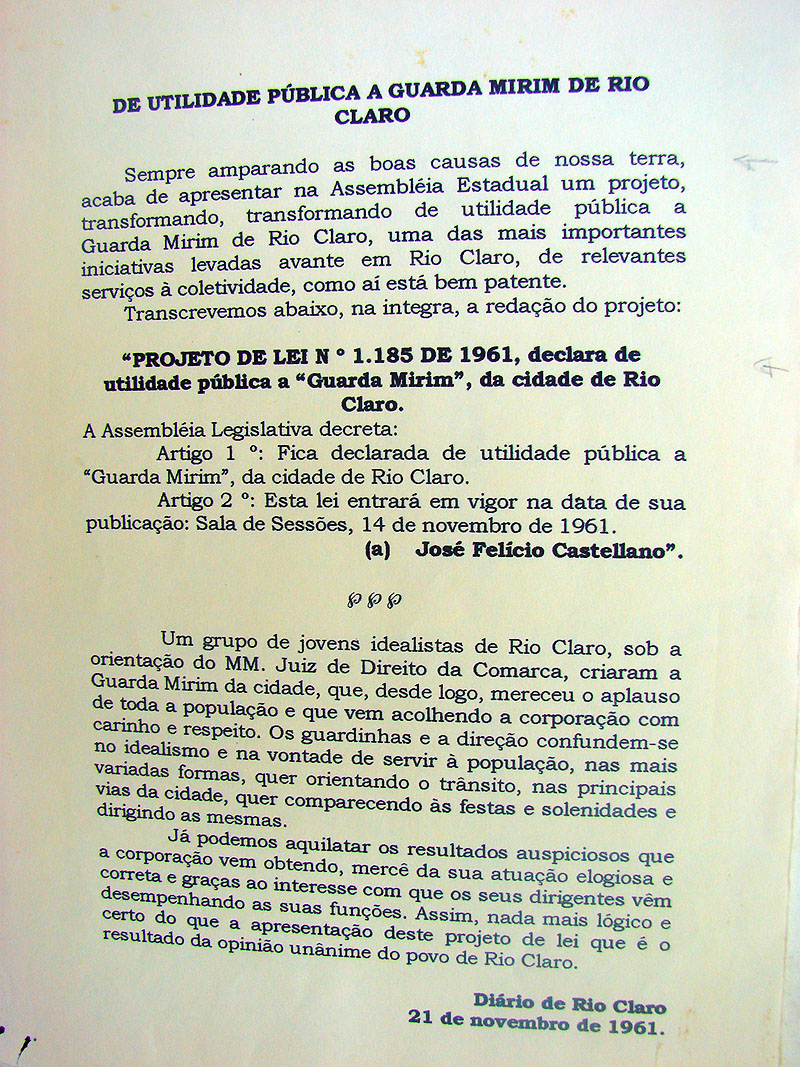 DE UTILIDADE PÚBLICA A GUARDA MIRIM DE RIO
CLARO
Sempre amparando as boas causas de nossa terra,
acaba de apresentar na Assembléia Estadual um projeto,
transformando, transformando de utilidade pública a
Guarda Mirim de Rio Claro, uma das mais importantes
iniciativas levadas avante em Rio Claro, de relevantes
serviços à coletividade, como aí está bem patente.
Transcrevemos abaixo, na integra, a redação do projeto:
“PROJETO DE LEI N º 1.185 DE 1961, declara de
utilidade pública a “Guarda Mirim”, da cidade de Rio
Claro.
A Assembléia Legislativa decreta:
Artigo 1 º: Fica declarada de utilidade pública a
“Guarda Mirim”, da cidade de Rio Claro.
Artigo 2 º: Esta lei entrará em vigor na data de sua
publicação: Sala de Sessões, 14 de novembro de 1961.
(a) José Felício Castellano”.
Um grupo de jovens idealistas de Rio Claro, sob a
orientação do MM. Juiz de Direito da Comarca, criaram a
Guarda Mirim da cidade, que, desde logo, mereceu o aplauso
de toda a população e que vem acolhendo a corporação com
carinho e respeito. Os guardinhas e a direção confundem-se
no idealismo e na vontade de servir à população, nas mais
variadas formas, quer orientando o trânsito, nas principais
vias da cidade, quer comparecendo às festas e solenidades e
dirigindo as mesmas.
Já podemos aquilatar os resultados auspiciosos que
a corporação vem obtendo, mercê da sua atuação elogiosa e
correta e graças ao interesse com que os seus dirigentes vêm
desempenhando as suas funções. Assim, nada mais lógico e
certo do que a apresentação deste projeto de lei que é o
resultado da opinião unânime do povo de Rio Claro.
Diário de Rio Claro
21 de novembro de 1961.